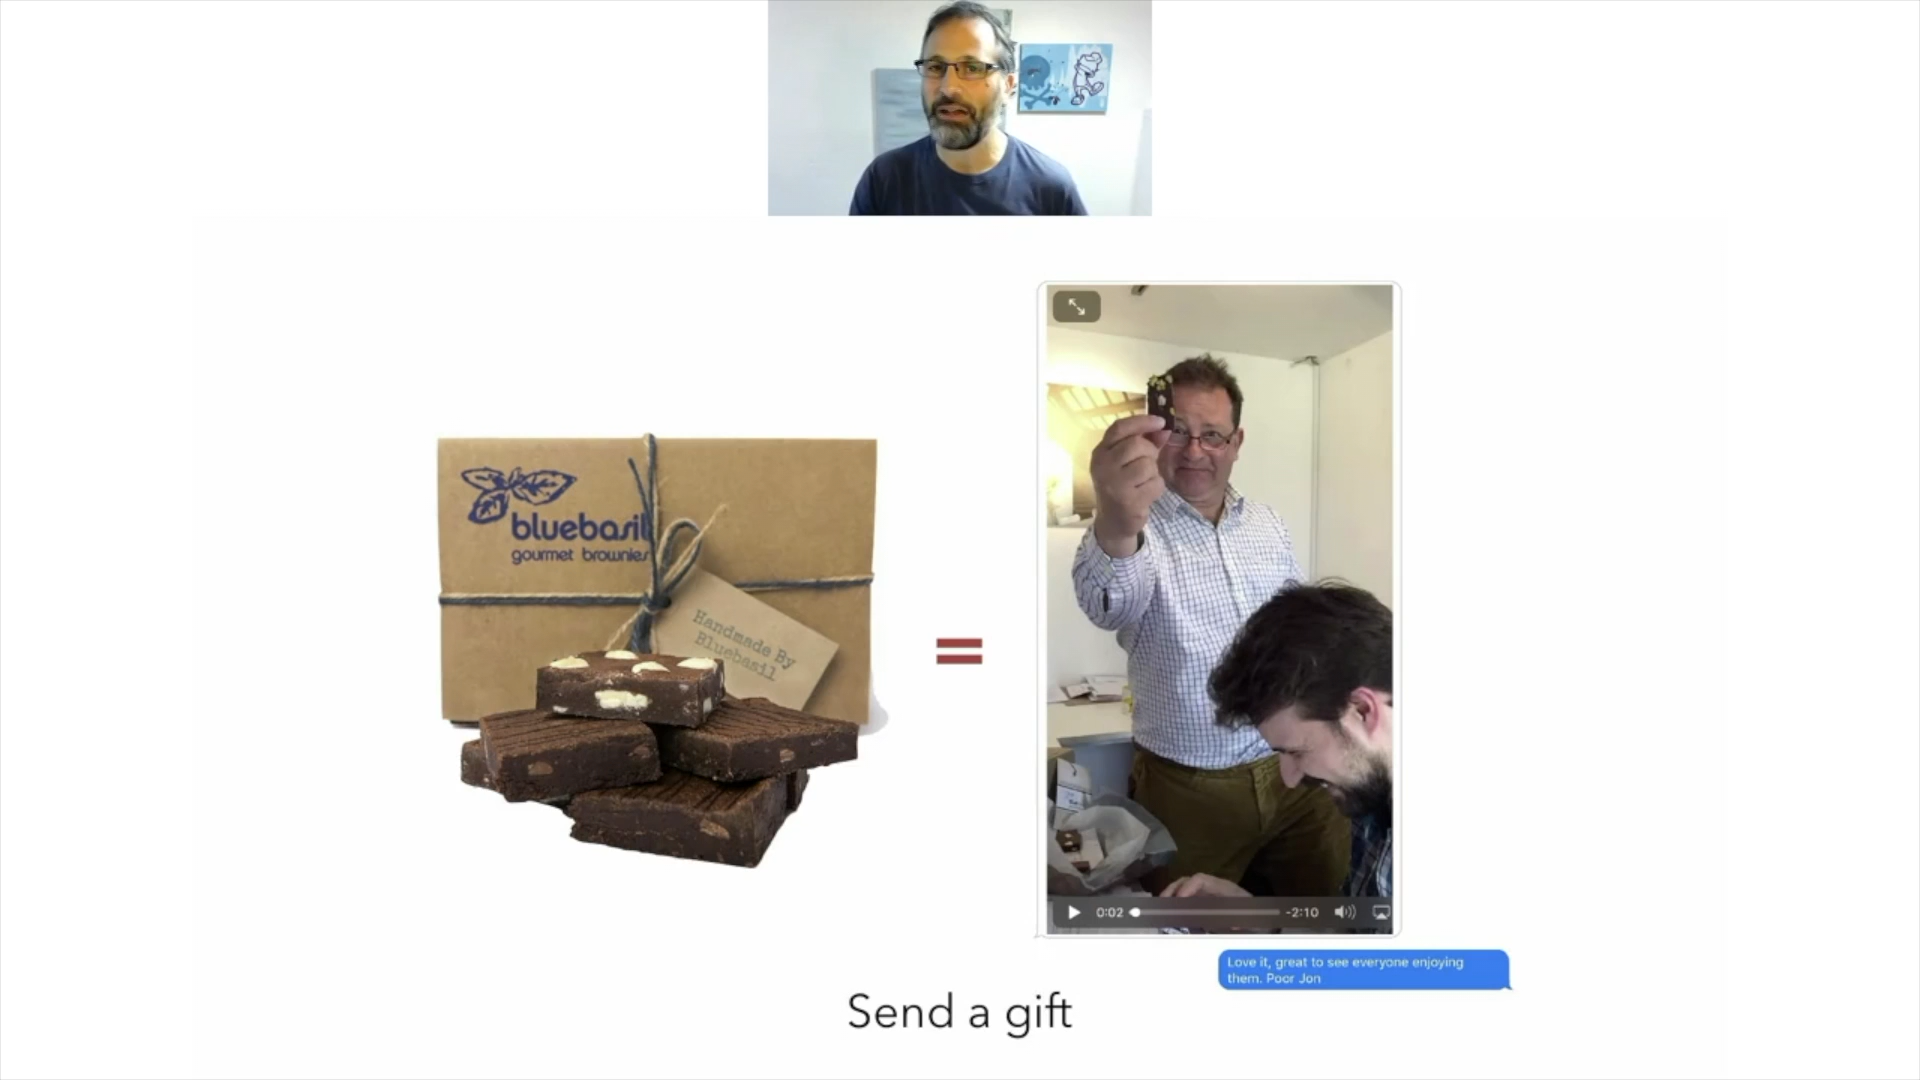 bluebasil
gourmet brownies
Handmade By
Bluebasil
0:02
-2:10
Love it, great to see everyone enjoying
them. Poor Jon
Send a gift